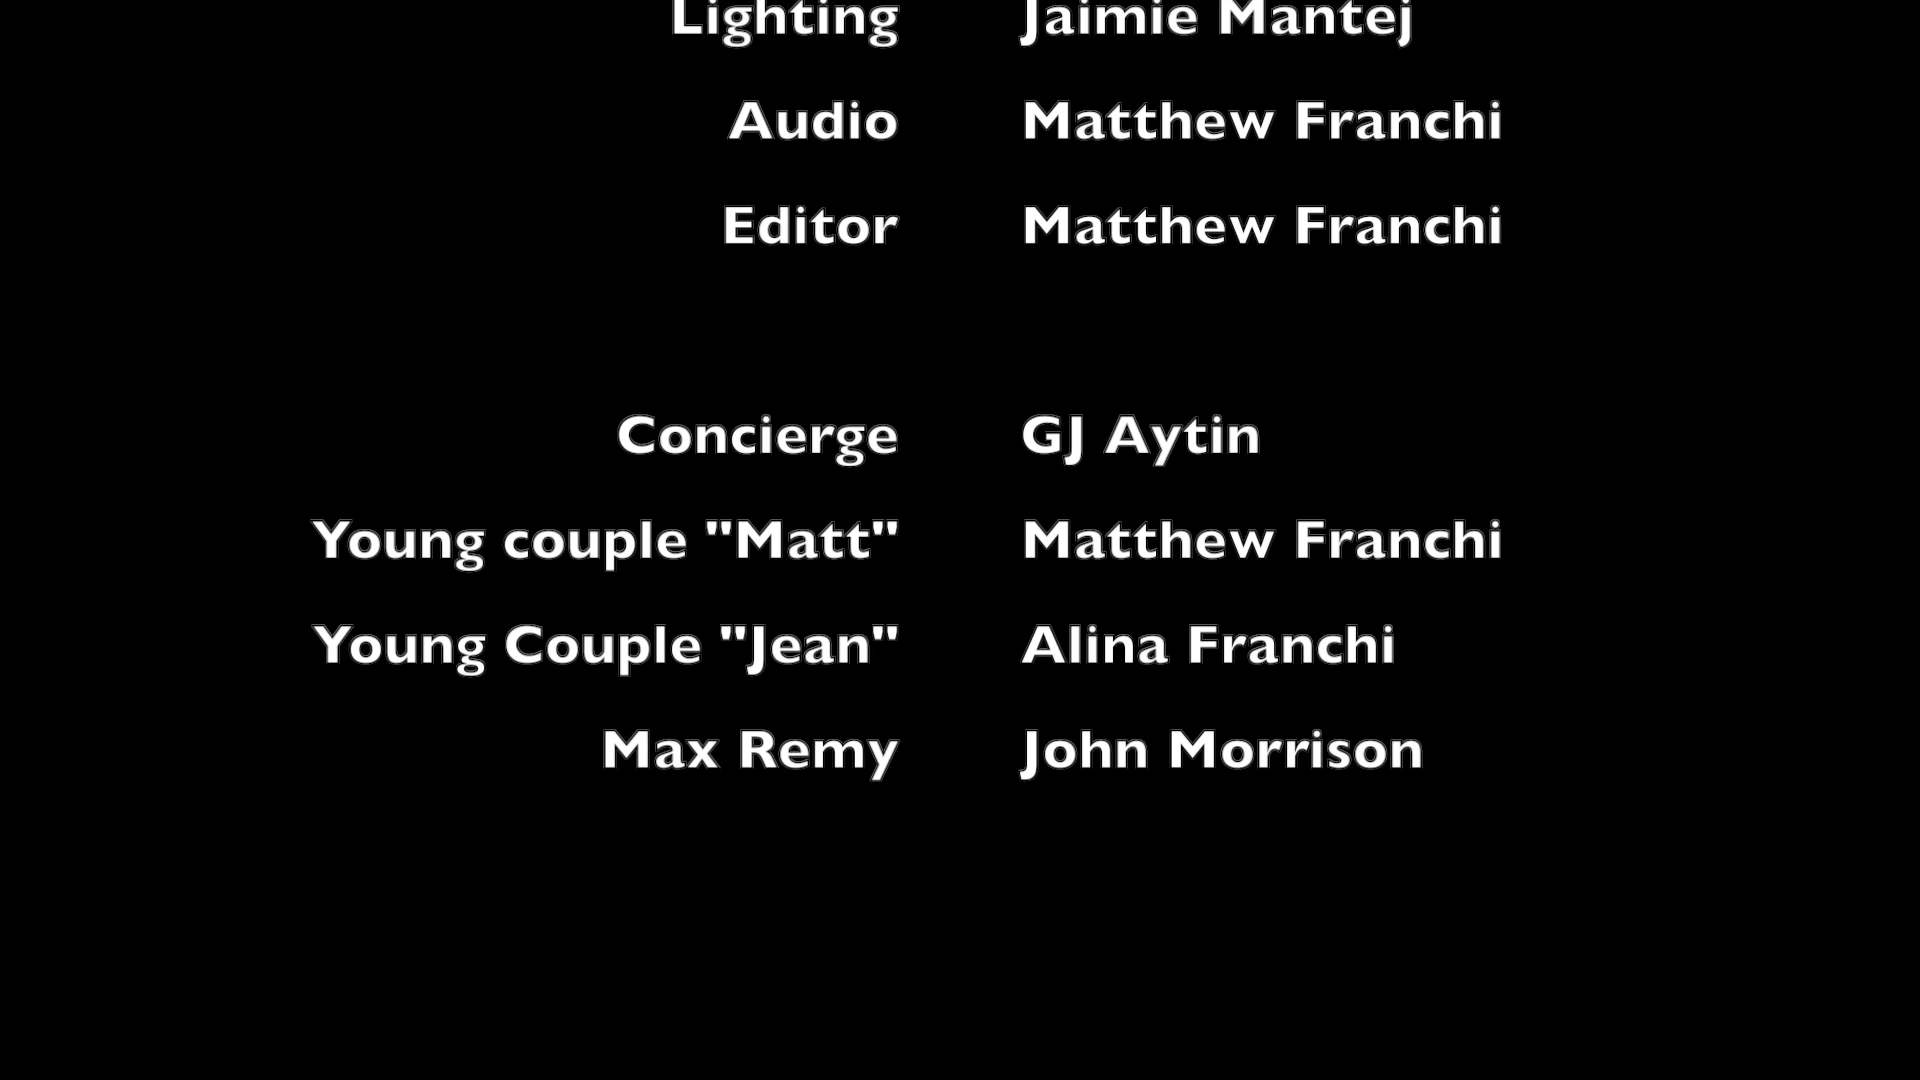 Lighting Jaimie Mantej
Audio Matthew Franchi
Editor Matthew Franchi
Concierge GJ Aytin
Young couple "Matt" Matthew Franchi
Young Couple "Jean" Alina Franchi
Max Remy John Morrison